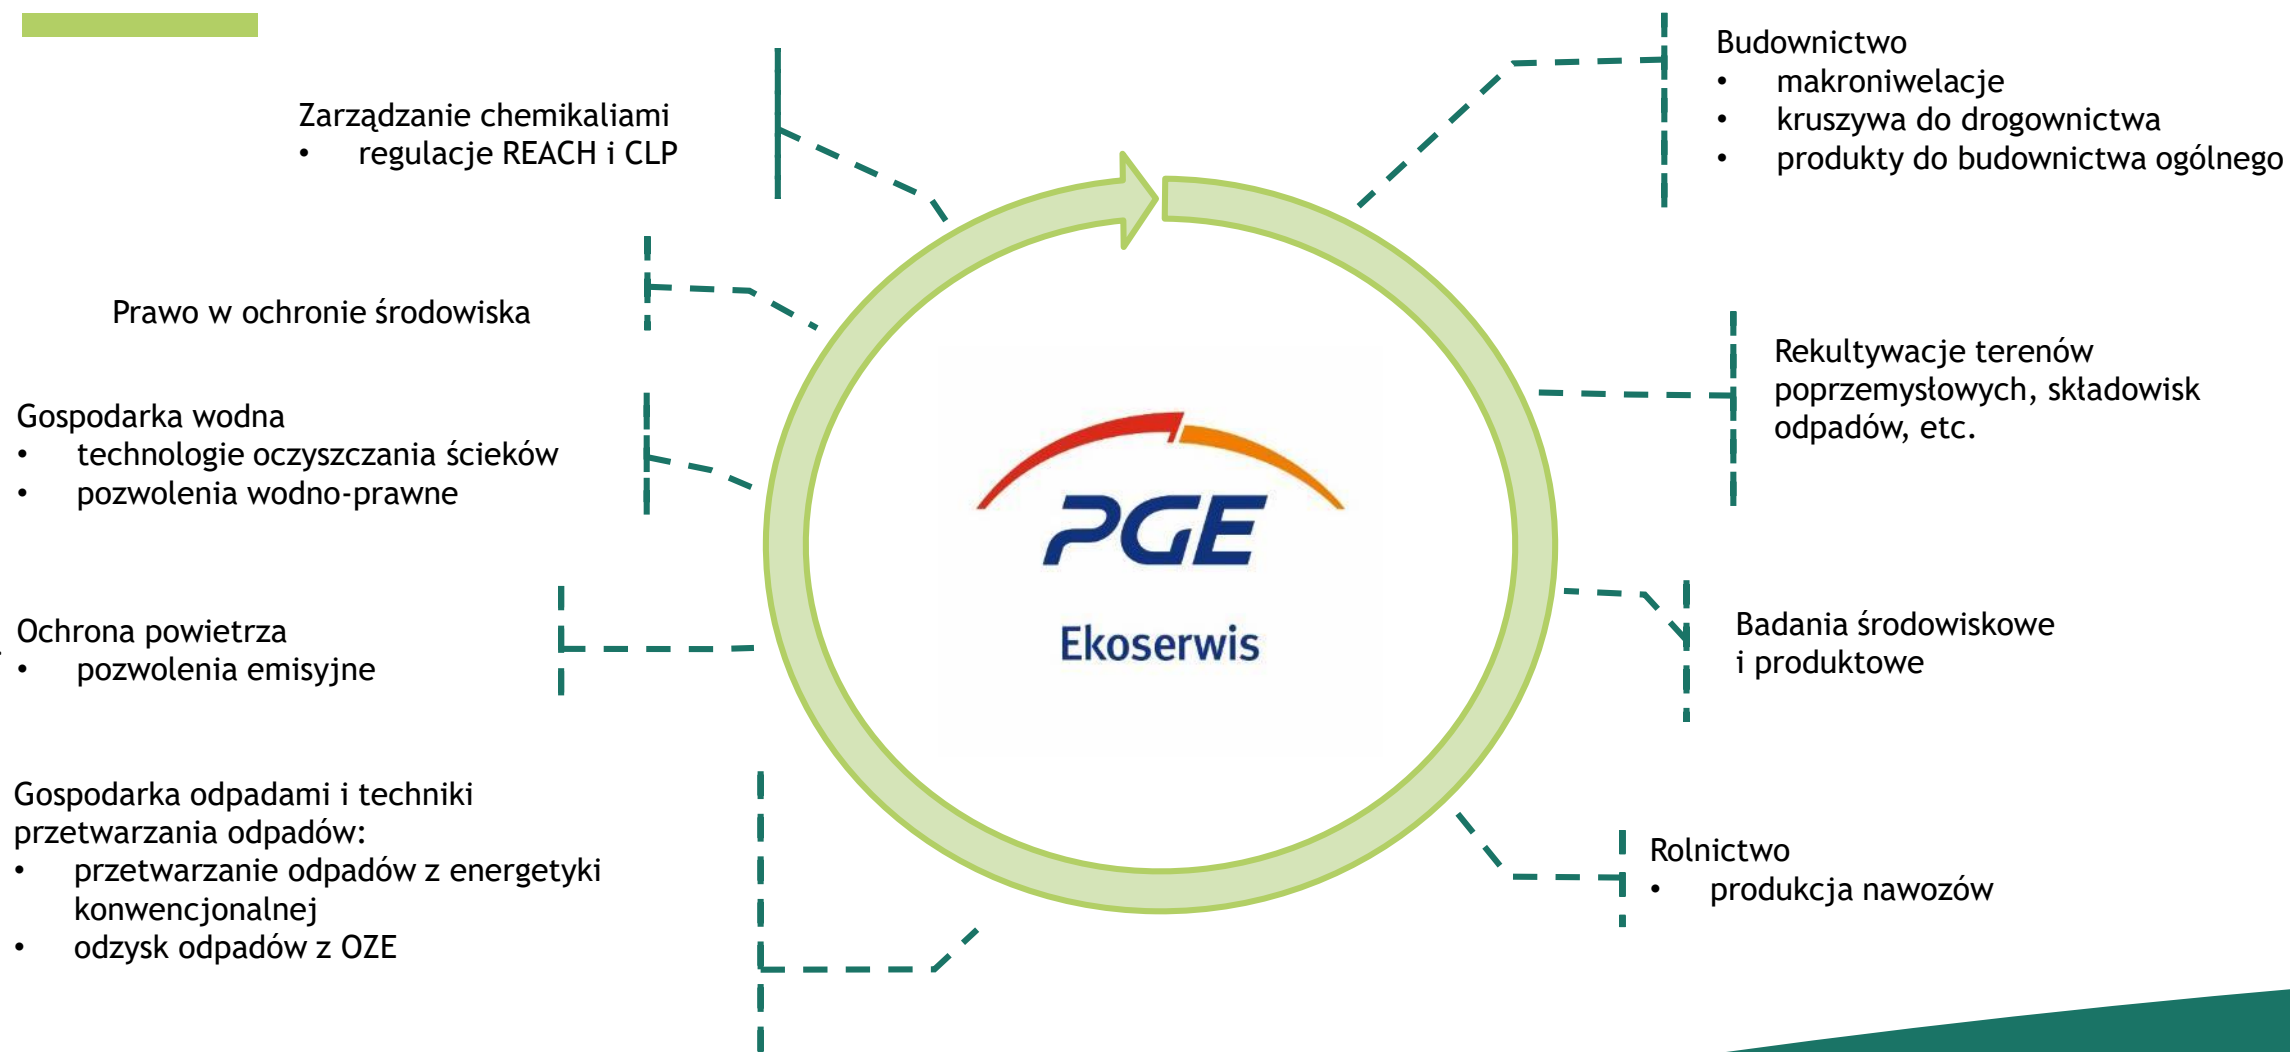 Zarządzanie chemikaliami
• regulacje REACH i CLP
Prawo w ochronie środowiska
Gospodarka wodna
• technologie oczyszczania ścieków
• pozwolenia wodno-prawne
Ochrona powietrza
• pozwolenia emisyjne
Gospodarka odpadami i techniki
przetwarzania odpadów:
• przetwarzanie odpadów z energetyki
konwencjonalnej
• odzysk odpadów z OZE
PGE
Ekoserwis
Budownictwo
• makroniwelacje
• kruszywa do drogownictwa
• produkty do budownictwa ogólnego
Rekultywacje terenów
poprzemysłowych, składowisk
odpadów, etc.
Badania środowiskowe
i produktowe
Rolnictwo
• produkcja nawozów